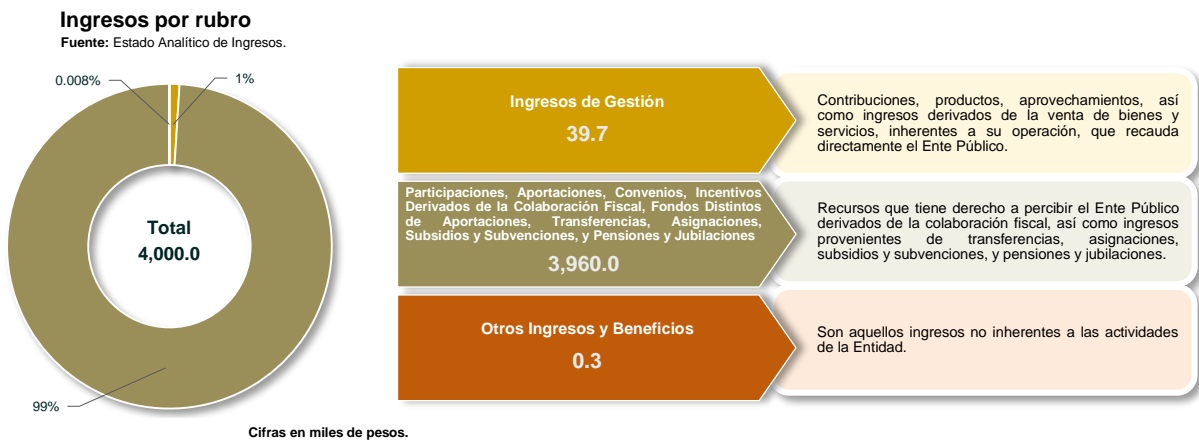 Ingresos por rubro
Fuente: Estado Analítico de Ingresos.
0.008%
1%
Total
4,000.0
99%
Ingresos de Gestión
39.7
Contribuciones, productos, aprovechamientos, así
como ingresos derivados de la venta de bienes y
servicios, inherentes a su operación, que recauda
directamente el Ente Público.
Participaciones, Aportaciones, Convenios, Incentivos
Derivados de la Colaboración Fiscal, Fondos Distintos
de Aportaciones, Transferencias, Asignaciones,
Subsidios y Subvenciones, y Pensiones y Jubilaciones
3,960.0
Recursos que tiene derecho a percibir el Ente Público
derivados de la colaboración fiscal, así como ingresos
provenientes de transferencias, asignaciones,
subsidios y subvenciones, y pensiones y jubilaciones.
Otros Ingresos y Beneficios
0.3
Son aquellos ingresos no inherentes a las actividades
de la Entidad.
Cifras en miles de pesos.